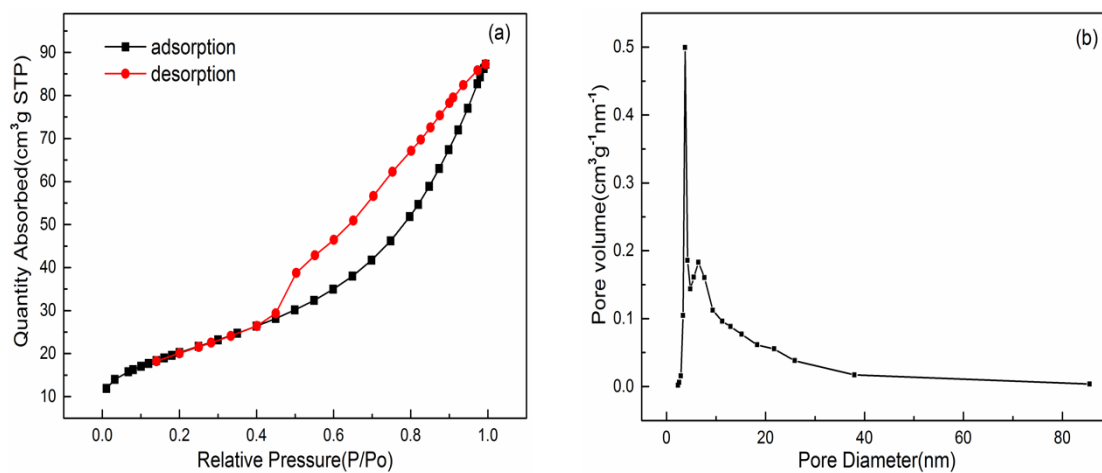 (a)
adsorption
desorption
Quantity Absorbed(cm³g STP)
90
80
70
60
50
40
30
20
10
0.0 0.2 0.4 0.6 0.8 1.0
Relative Pressure(P/Po)
(b)
Pore volume(cm³g⁻¹nm⁻¹)
0.5
0.4
0.3
0.2
0.1
0.0
0 20 40 60 80
Pore Diameter(nm)